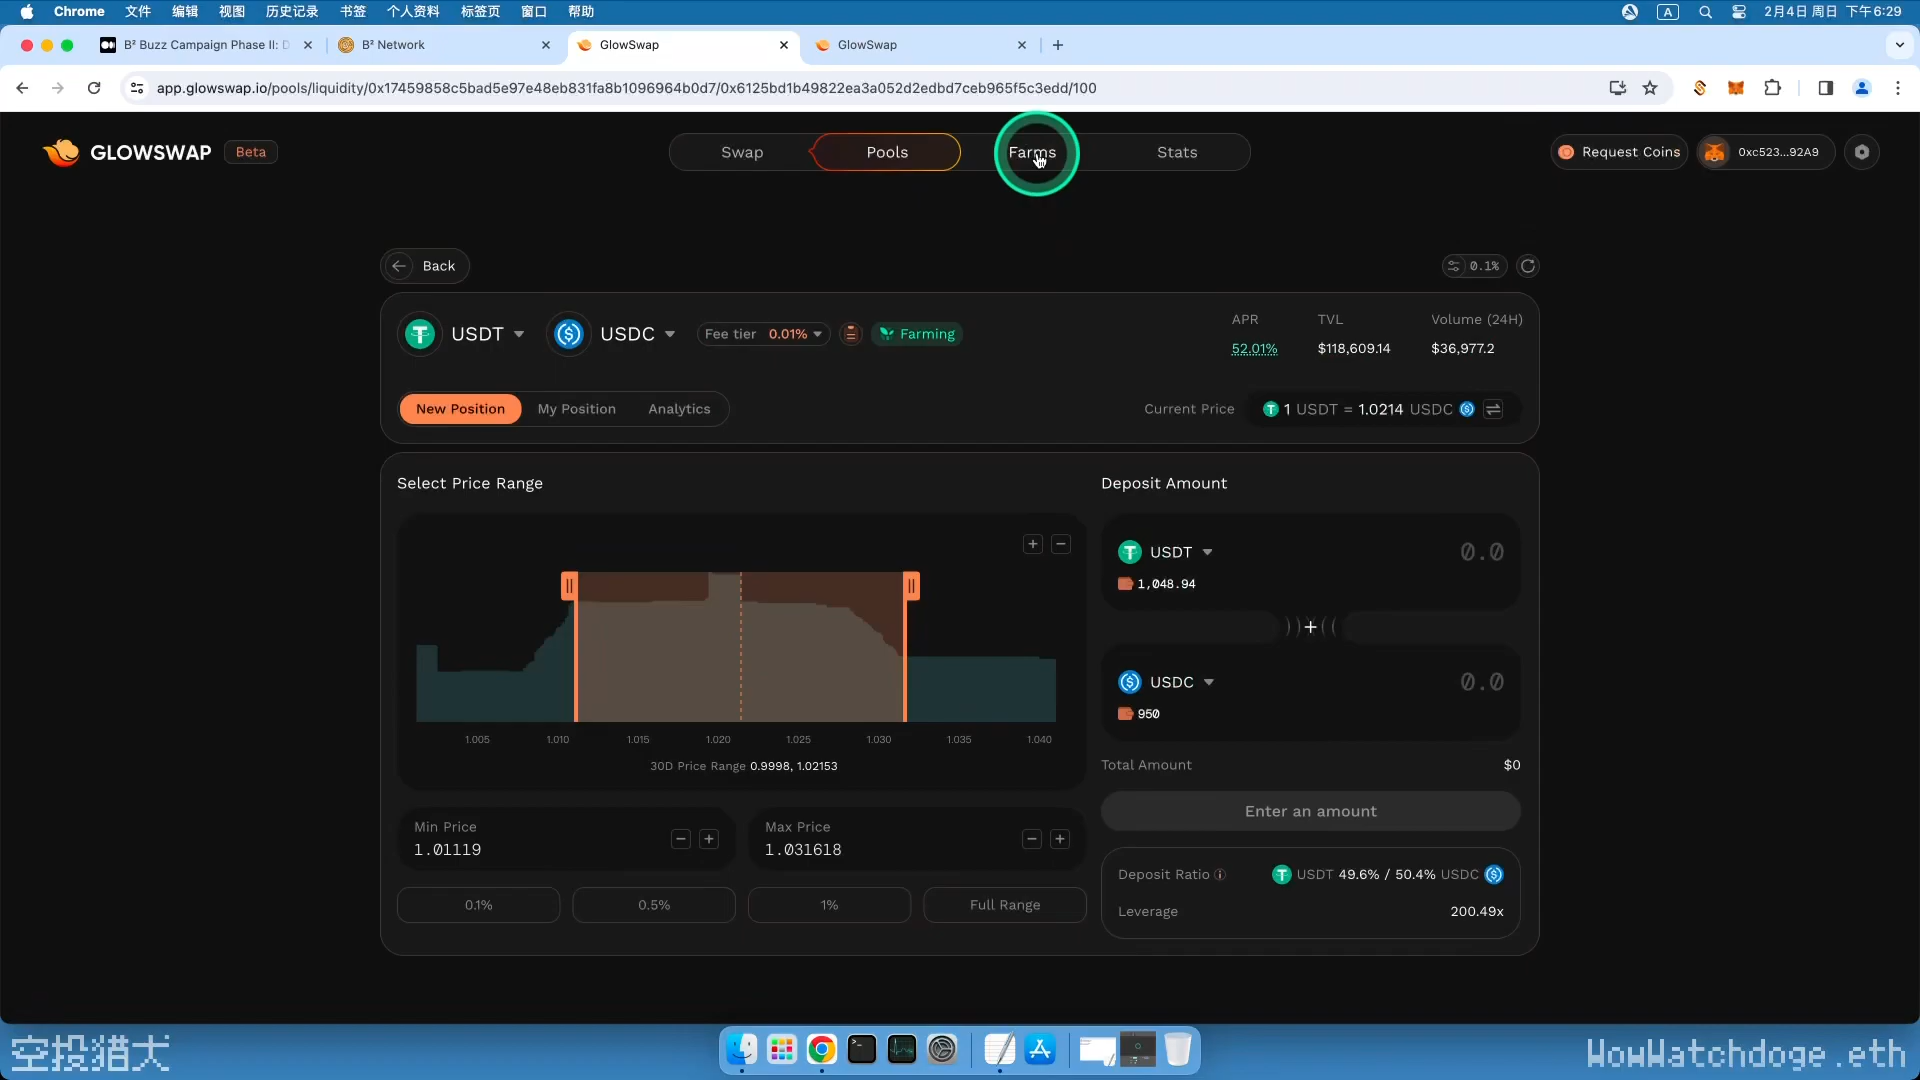 Chrome 文件 编辑 视图 历史记录 书签 个人资料 标签页 窗口 帮助 A 2月4日 周日 下午6:29
B² Buzz Campaign Phase II: D B² Network GlowSwap GlowSwap
app.glowswap.io/pools/liquidity/0x17459858c5bad5e97e48eb831fa8b1096964b0d7/0x6125bd1b49822ea3a052d2edbd7ceb965f5c3edd/100
GLOWSWAP Beta Swap Pools Farms Stats Request Coins 0xc523...92A9
Back 0.1%
USDT USDC Fee tier 0.01% Farming
APR TVL Volume (24H)
52.01% $118,609.14 $36,977.2
New Position My Position Analytics Current Price 1 USDT = 1.0214 USDC
Select Price Range
1.005 1.010 1.015 1.020 1.025 1.030 1.035 1.040
30D Price Range 0.9998, 1.02153
Min Price
1.01119
Max Price
1.031618
0.1% 0.5% 1% Full Range
Deposit Amount
USDT 0.0
1,048.94
+
USDC 0.0
950
Total Amount $0
Enter an amount
Deposit Ratio USDT 49.6% / 50.4% USDC
Leverage 200.49x
空投猎犬 WowWatchdoge.eth